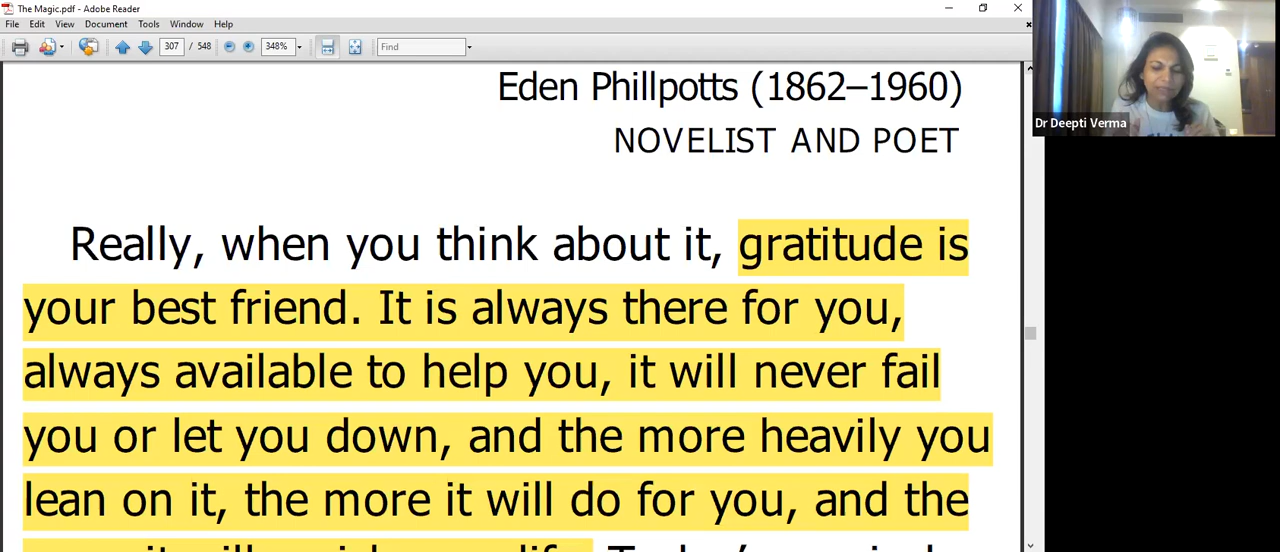 The Magic.pdf - Adobe Reader
File Edit View Document Tools Window Help
307 / 548 348% Find
Dr Deepti Verma
Eden Phillpotts (1862–1960)
NOVELIST AND POET
Really, when you think about it, gratitude is
your best friend. It is always there for you,
always available to help you, it will never fail
you or let you down, and the more heavily you
lean on it, the more it will do for you, and the